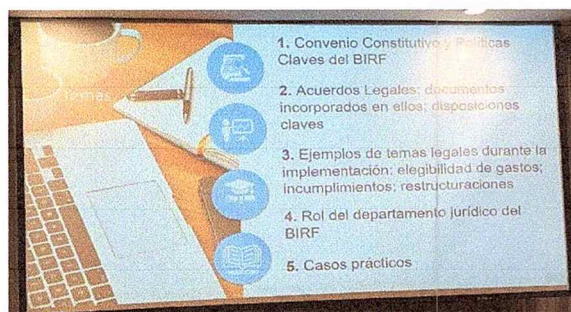 Temas
1. Convenio Constitutivo y Políticas
Claves del BIRF
2. Acuerdos Legales; documentos
incorporados en ellos; disposiciones
claves
3. Ejemplos de temas legales durante la
implementación: elegibilidad de gastos;
incumplimientos; restructuraciones
4. Rol del departamento jurídico del
BIRF
5. Casos prácticos